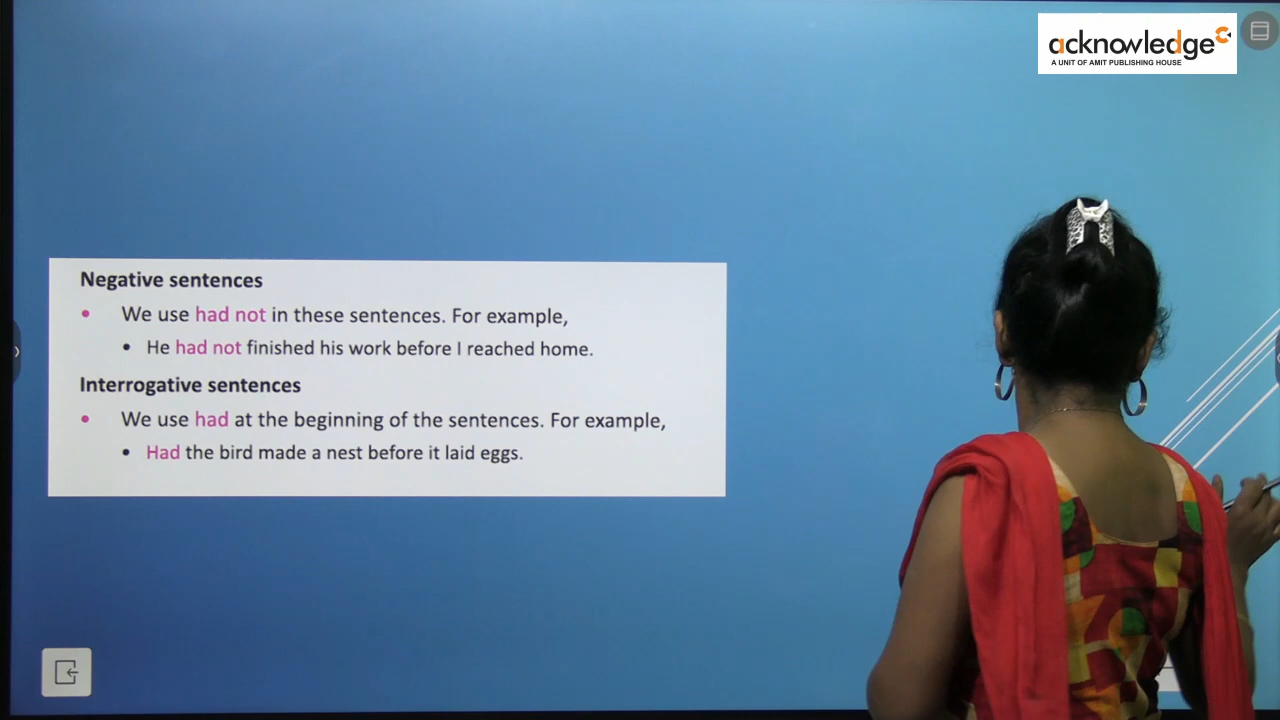 acknowledge
A UNIT OF AMIT PUBLISHING HOUSE
Negative sentences
• We use had not in these sentences. For example,
• He had not finished his work before I reached home.
Interrogative sentences
• We use had at the beginning of the sentences. For example,
• Had the bird made a nest before it laid eggs.